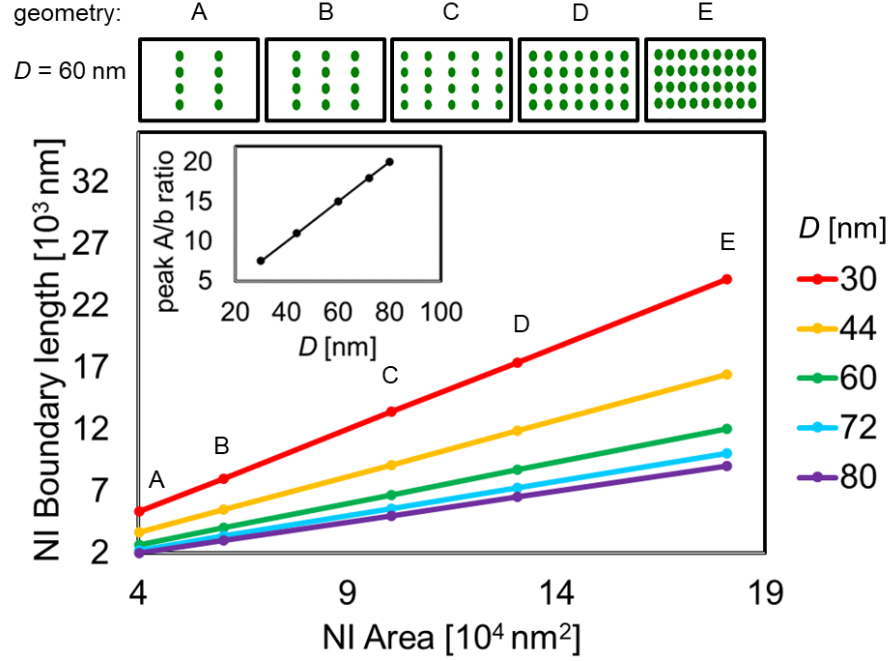 geometry: A B C D E
D = 60 nm
NI Boundary length [10³ nm]
32
27
22
17
12
7
2
peak A/b ratio
20
15
10
5
20 40 60 80 100
D [nm]
A
B
C
D
E
D [nm]
30
44
60
72
80
4 9 14 19
NI Area [10⁴ nm²]